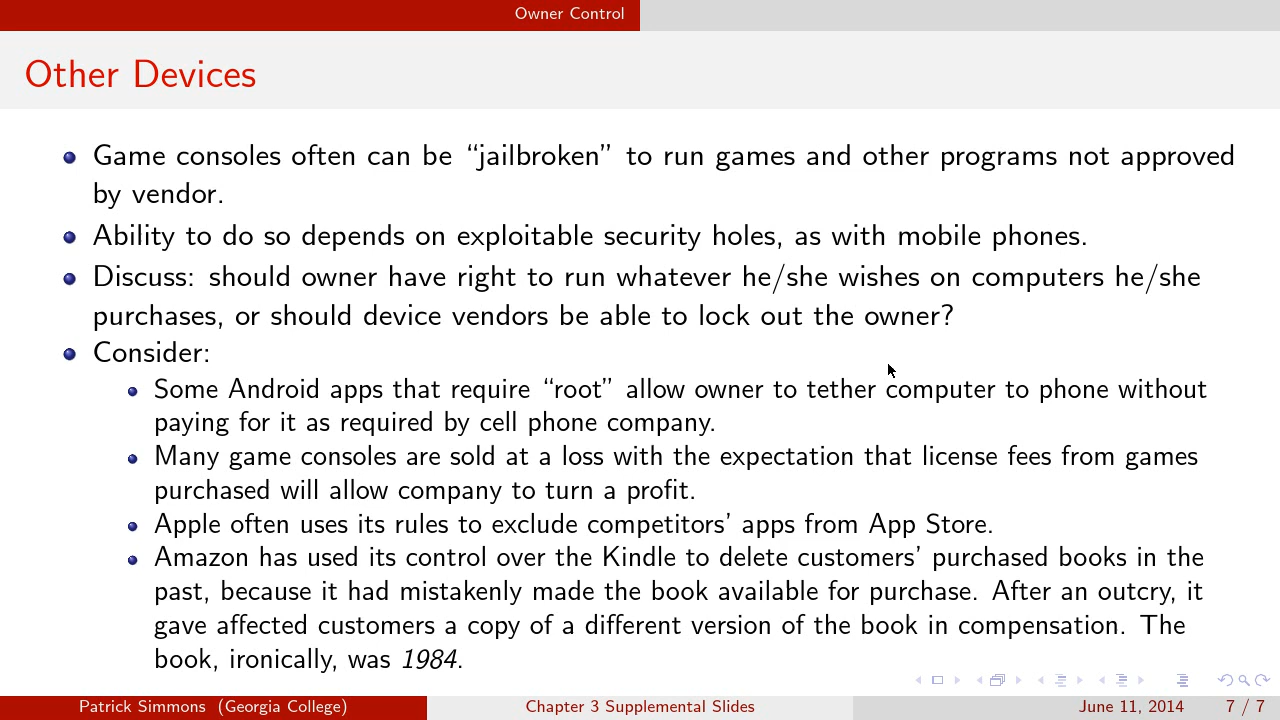 Owner Control
Other Devices
Game consoles often can be “jailbroken” to run games and other programs not approved
by vendor.
Ability to do so depends on exploitable security holes, as with mobile phones.
Discuss: should owner have right to run whatever he/she wishes on computers he/she
purchases, or should device vendors be able to lock out the owner?
Consider:
Some Android apps that require “root” allow owner to tether computer to phone without
paying for it as required by cell phone company.
Many game consoles are sold at a loss with the expectation that license fees from games
purchased will allow company to turn a profit.
Apple often uses its rules to exclude competitors’ apps from App Store.
Amazon has used its control over the Kindle to delete customers’ purchased books in the
past, because it had mistakenly made the book available for purchase. After an outcry, it
gave affected customers a copy of a different version of the book in compensation. The
book, ironically, was 1984.
Patrick Simmons (Georgia College) Chapter 3 Supplemental Slides June 11, 2014 7 / 7